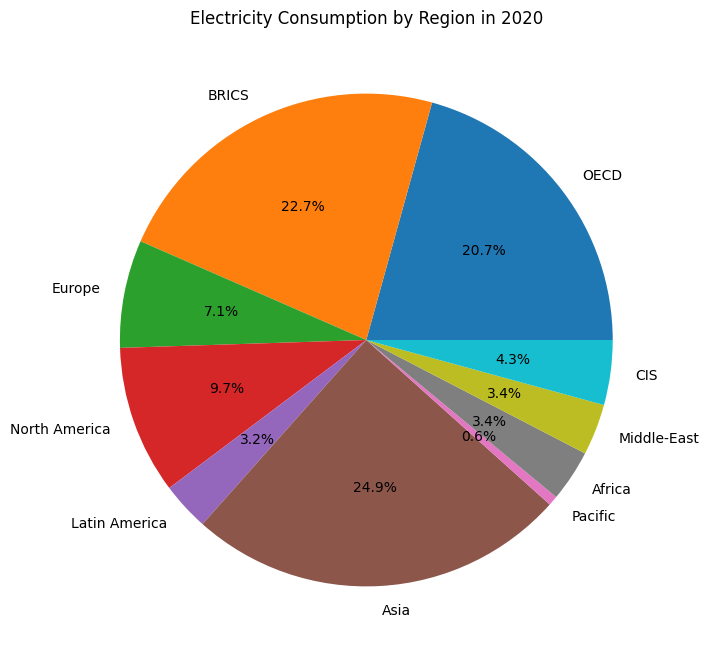 Electricity Consumption by Region in 2020
BRICS
OECD
22.7%
20.7%
Europe
7.1%
4.3%
CIS
9.7%
3.4%
North America
3.4%
Middle-East
3.2%
0.6%
24.9%
Africa
Latin America
Pacific
Asia